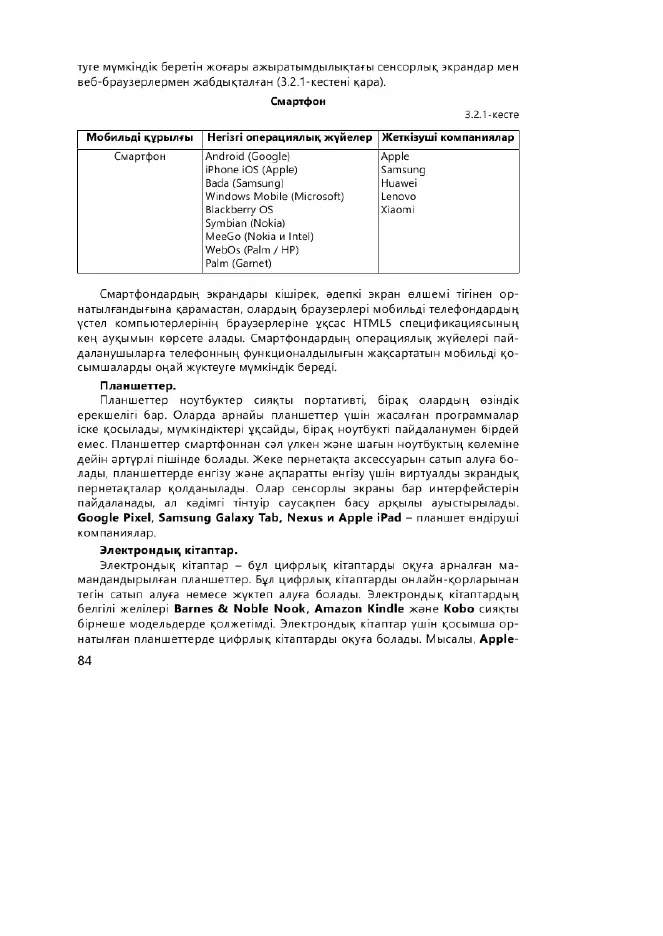 туге мүмкіндік беретін жоғары ажыратымдылықтағы сенсорлық экрандар мен
веб-браузерлермен жабдықталған (3.2.1-кестені қара).
Смартфон
3.2.1-кесте
Мобильді құрылғы Негізгі операциялық жүйелер Жеткізуші компаниялар
Смартфон Android (Google) Apple
iPhone iOS (Apple) Samsung
Bada (Samsung) Huawei
Windows Mobile (Microsoft) Lenovo
Blackberry OS Xiaomi
Symbian (Nokia)
MeeGo (Nokia и Intel)
WebOs (Palm / HP)
Palm (Garnet)
Смартфондардың экрандары кішірек, әдепкі экран өлшемі тігінен ор-
натылғандығына қарамастан, олардың браузерлері мобильді телефондардың
үстел компьютерлерінің браузерлеріне ұқсас HTML5 спецификациясының
кең ауқымын көрсете алады. Смартфондардың операциялық жүйелері пай-
даланушыларға телефонның функционалдылығын жақсартатын мобильді қо-
сымшаларды оңай жүктеуге мүмкіндік береді.
Планшеттер.
Планшеттер ноутбуктер сияқты портативті, бірақ олардың өзіндік
ерекшелігі бар. Оларда арнайы планшеттер үшін жасалған программалар
іске қосылады, мүмкіндіктері ұқсайды, бірақ ноутбукті пайдаланумен бірдей
емес. Планшеттер смартфоннан сәл үлкен және шағын ноутбуктың көлеміне
дейін әртүрлі пішінде болады. Жеке пернетақта аксессуарын сатып алуға бо-
лады, планшеттерде енгізу және ақпаратты енгізу үшін виртуалды экрандық
пернетақталар қолданылады. Олар сенсорлы экраны бар интерфейстерін
пайдаланады, ал кәдімгі тінтуір саусақпен басу арқылы ауыстырылады.
Google Pixel, Samsung Galaxy Tab, Nexus и Apple iPad – планшет өндіруші
компаниялар.
Электрондық кітаптар.
Электрондық кітаптар – бұл цифрлық кітаптарды оқуға арналған ма-
мандандырылған планшеттер. Бұл цифрлық кітаптарды онлайн-қорларынан
тегін сатып алуға немесе жүктеп алуға болады. Электрондық кітаптардың
белгілі желілері Barnes & Noble Nook, Amazon Kindle және Kobo сияқты
бірнеше модельдерде қолжетімді. Электрондық кітаптар үшін қосымша ор-
натылған планшеттерде цифрлық кітаптарды оқуға болады. Мысалы, Apple-
84